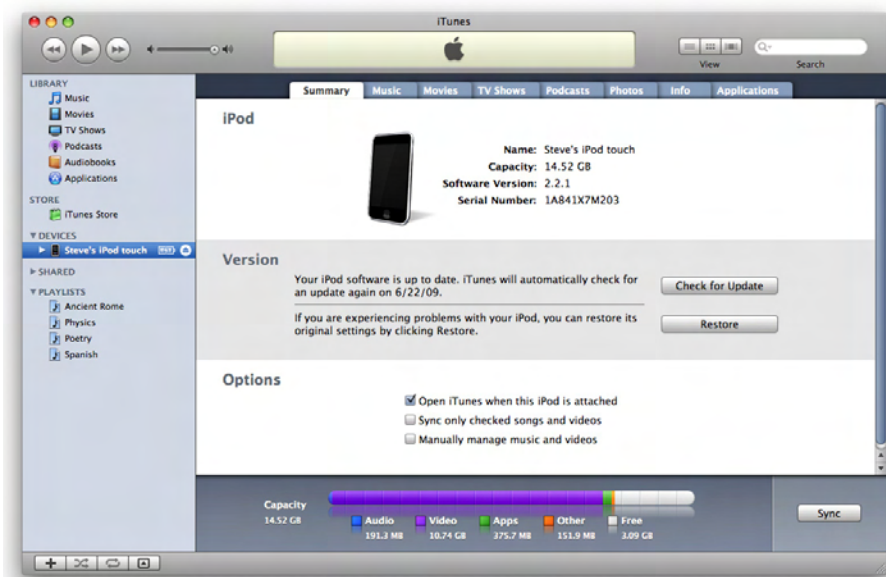 iTunes
View
Search
LIBRARY
Music
Movies
TV Shows
Podcasts
Audiobooks
Applications
STORE
iTunes Store
DEVICES
Steve's iPod touch
SHARED
PLAYLISTS
Ancient Rome
Physics
Poetry
Spanish
Summary Music Movies TV Shows Podcasts Photos Info Applications
iPod
Name: Steve's iPod touch
Capacity: 14.52 GB
Software Version: 2.2.1
Serial Number: 1A841X7M203
Version
Your iPod software is up to date. iTunes will automatically check for
an update again on 6/22/09.
Check for Update
If you are experiencing problems with your iPod, you can restore its
original settings by clicking Restore.
Restore
Options
Open iTunes when this iPod is attached
Sync only checked songs and videos
Manually manage music and videos
Capacity
14.52 GB
Audio
191.3 MB
Video
10.74 GB
Apps
375.7 MB
Other
151.9 MB
Free
3.09 GB
Sync